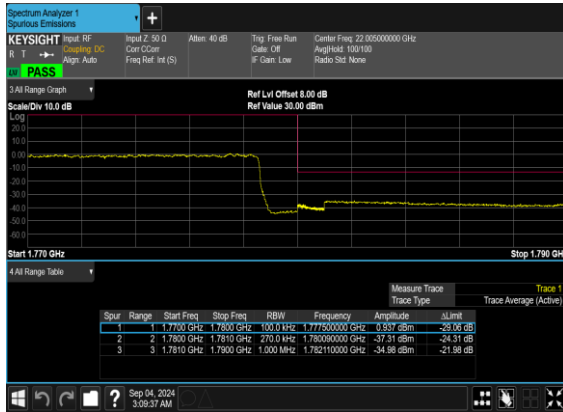 Spectrum Analyzer 1
Spurious Emissions
+
KEYSIGHT Input: RF Input Z: 50 Ω Atten: 40 dB Trig: Free Run Center Freq: 22.005000000 GHz
R T Coupling: DC Corr CCorr Gate: Off Avg|Hold: 100/100
Align: Auto Freq Ref: Int (S) IF Gain: Low Radio Std: None
PASS
3 All Range Graph
Ref Lvl Offset 8.00 dB
Scale/Div 10.0 dB Ref Value 30.00 dBm
Log
20.0
10.0
0.00
-10.0
-20.0
-30.0
-40.0
-50.0
-60.0
Start 1.770 GHz Stop 1.790 GH
4 All Range Table
Measure Trace Trace 1
Trace Type Trace Average (Active)
Spur Range Start Freq Stop Freq RBW Frequency Amplitude ΔLimit
1 1 1.7700 GHz 1.7800 GHz 100.0 kHz 1.777500000 GHz 0.937 dBm -29.06 dB
2 2 1.7800 GHz 1.7810 GHz 270.0 kHz 1.780090000 GHz -37.31 dBm -24.31 dB
3 3 1.7810 GHz 1.7900 GHz 1.000 MHz 1.782110000 GHz -34.98 dBm -21.98 dB
? Sep 04, 2024
3:09:37 AM